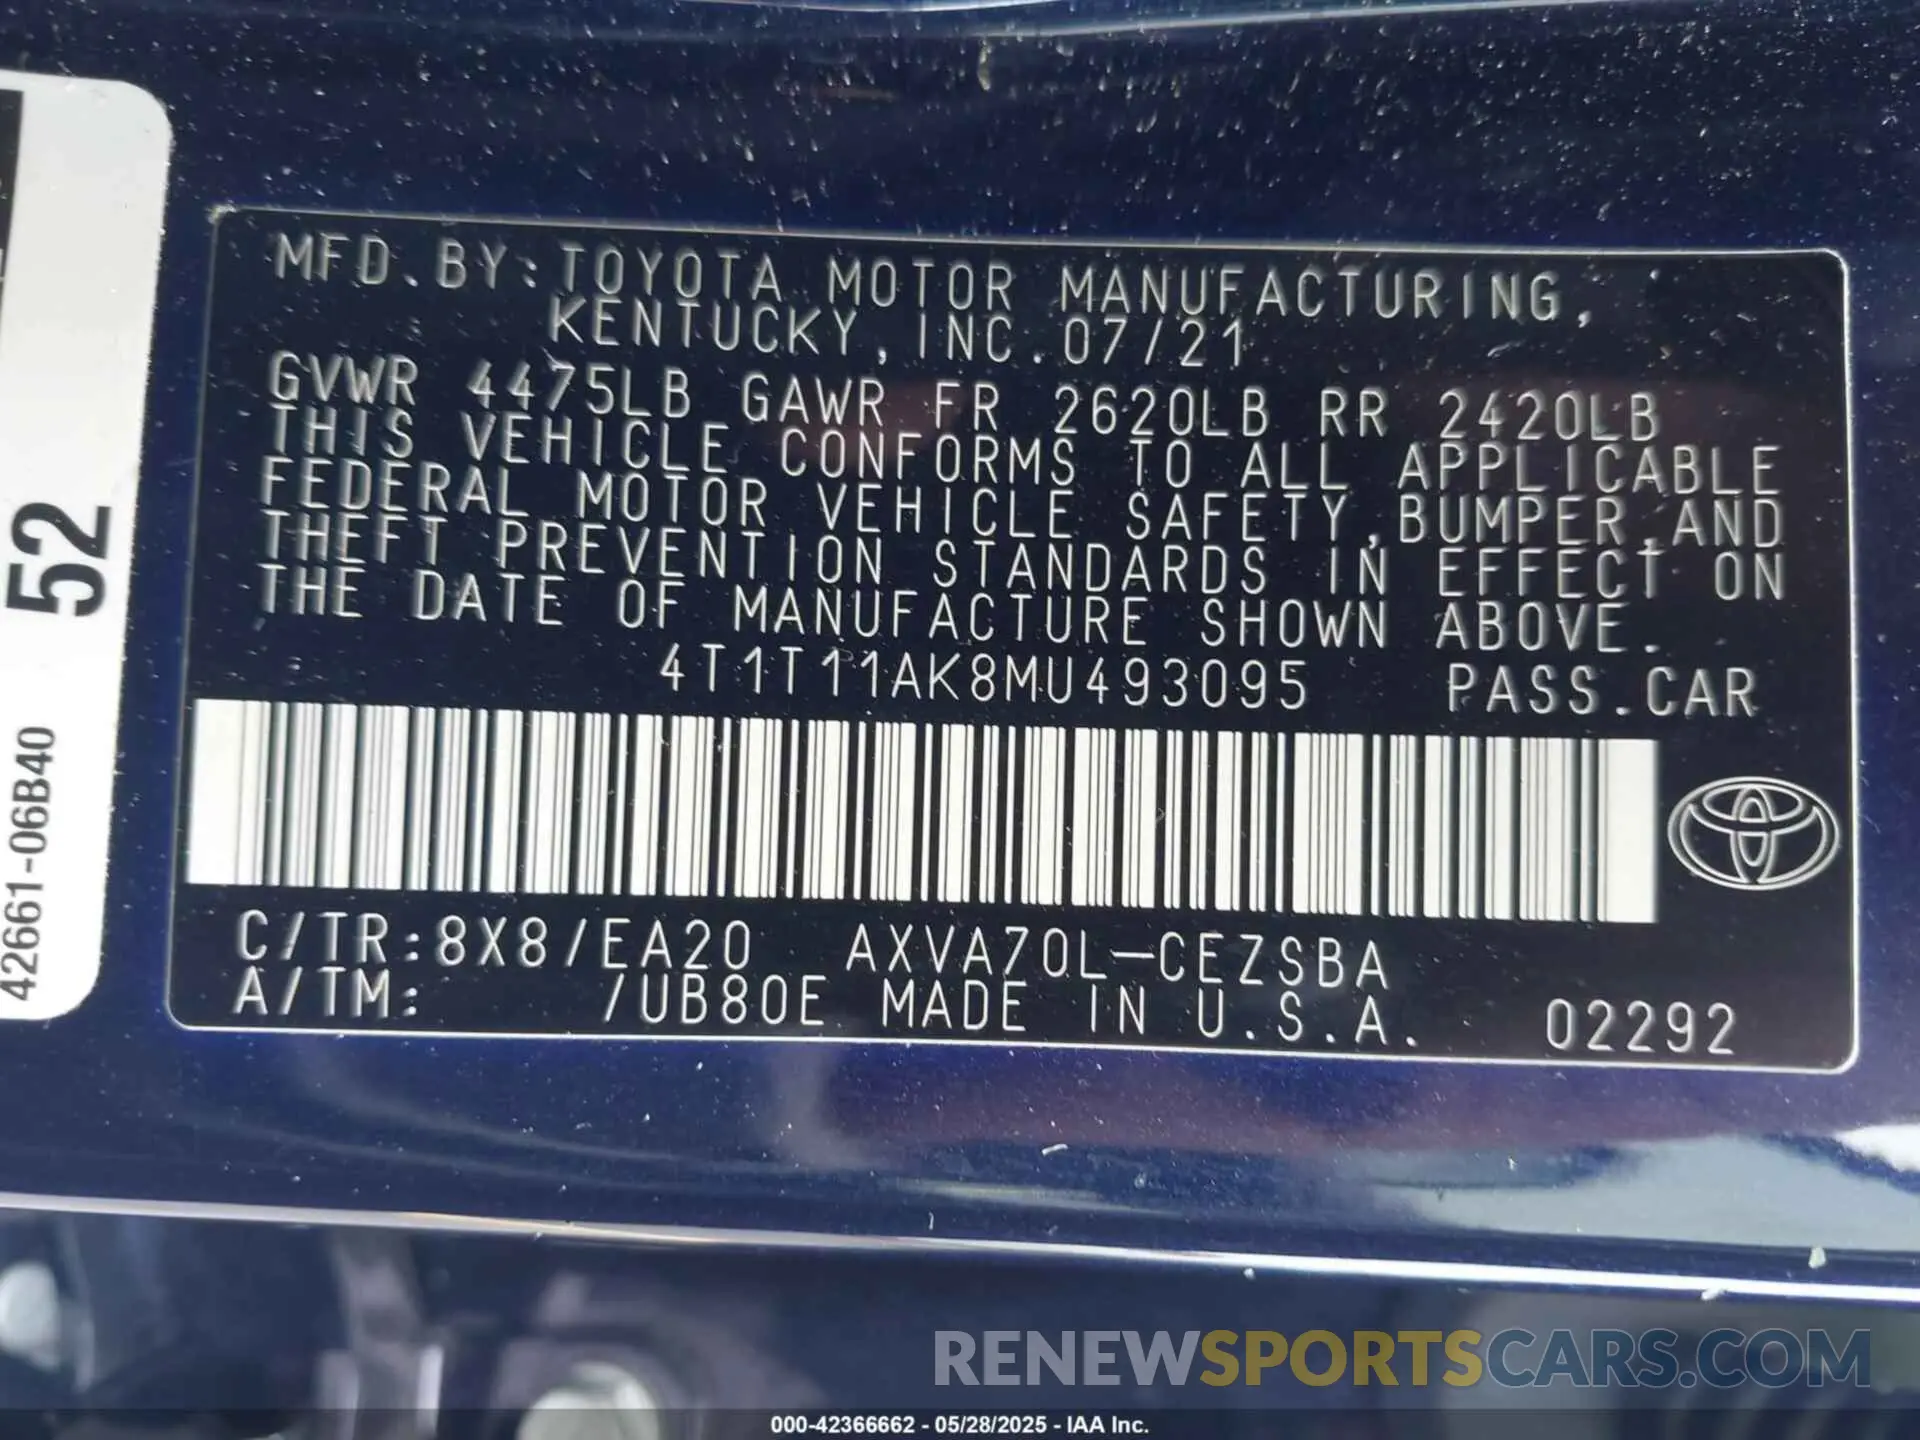 MFD.BY:TOYOTA MOTOR MANUFACTURING,
KENTUCKY, INC. 07/21
GVWR 4475LB GAWR FR 2620LB RR 2420LB
THIS VEHICLE CONFORMS TO ALL APPLICABLE
FEDERAL MOTOR VEHICLE SAFETY,BUMPER,AND
THEFT PREVENTION STANDARDS IN EFFECT ON
THE DATE OF MANUFACTURE SHOWN ABOVE.
4T1T11AK8MU493095 PASS.CAR
C/TR:8X8/EA20 AXVA70L-CEZSBA
A/TM: /UB80E MADE IN U.S.A. 02292
52
42661-06B40
RENEWSPORTSCARS.COM
000-42366662 - 05/28/2025 - IAA Inc.